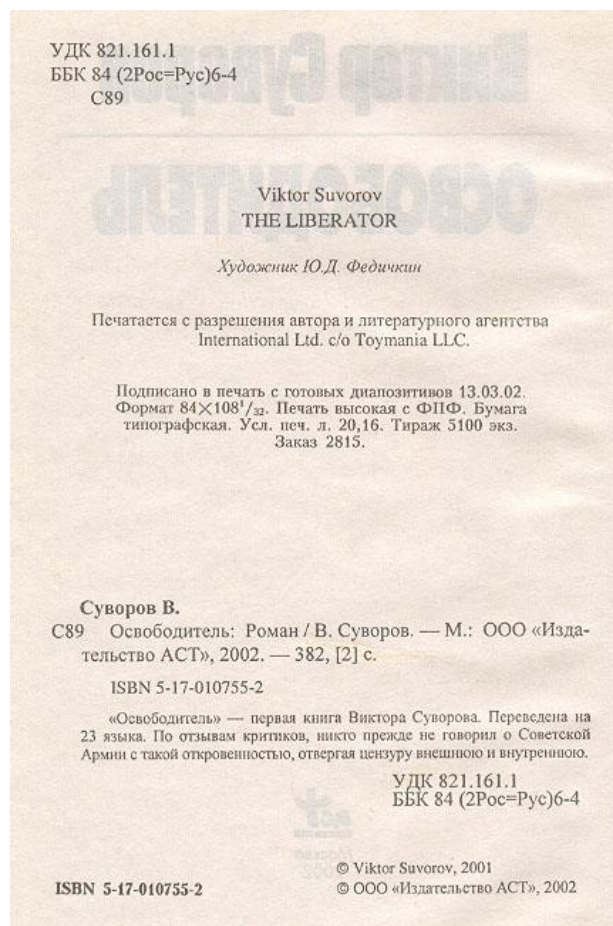 УДК 821.161.1
ББК 84 (2Рос=Рус)6-4
С89
Viktor Suvorov
THE LIBERATOR
Художник Ю.Д. Федичкин
Печатается с разрешения автора и литературного агентства
International Ltd. c/o Toymania LLC.
Подписано в печать с готовых диапозитивов 13.03.02.
Формат 84×108¹/₃₂. Печать высокая с ФПФ. Бумага
типографская. Усл. печ. л. 20,16. Тираж 5100 экз.
Заказ 2815.
Суворов В.
С89 Освободитель: Роман / В. Суворов. — М.: ООО «Изда-
тельство АСТ», 2002. — 382, [2] с.
ISBN 5-17-010755-2
«Освободитель» — первая книга Виктора Суворова. Переведена на
23 языка. По отзывам критиков, никто прежде не говорил о Советской
Армии с такой откровенностью, отвергая цензуру внешнюю и внутреннюю.
УДК 821.161.1
ББК 84 (2Рос=Рус)6-4
© Viktor Suvorov, 2001
ISBN 5-17-010755-2 © ООО «Издательство АСТ», 2002